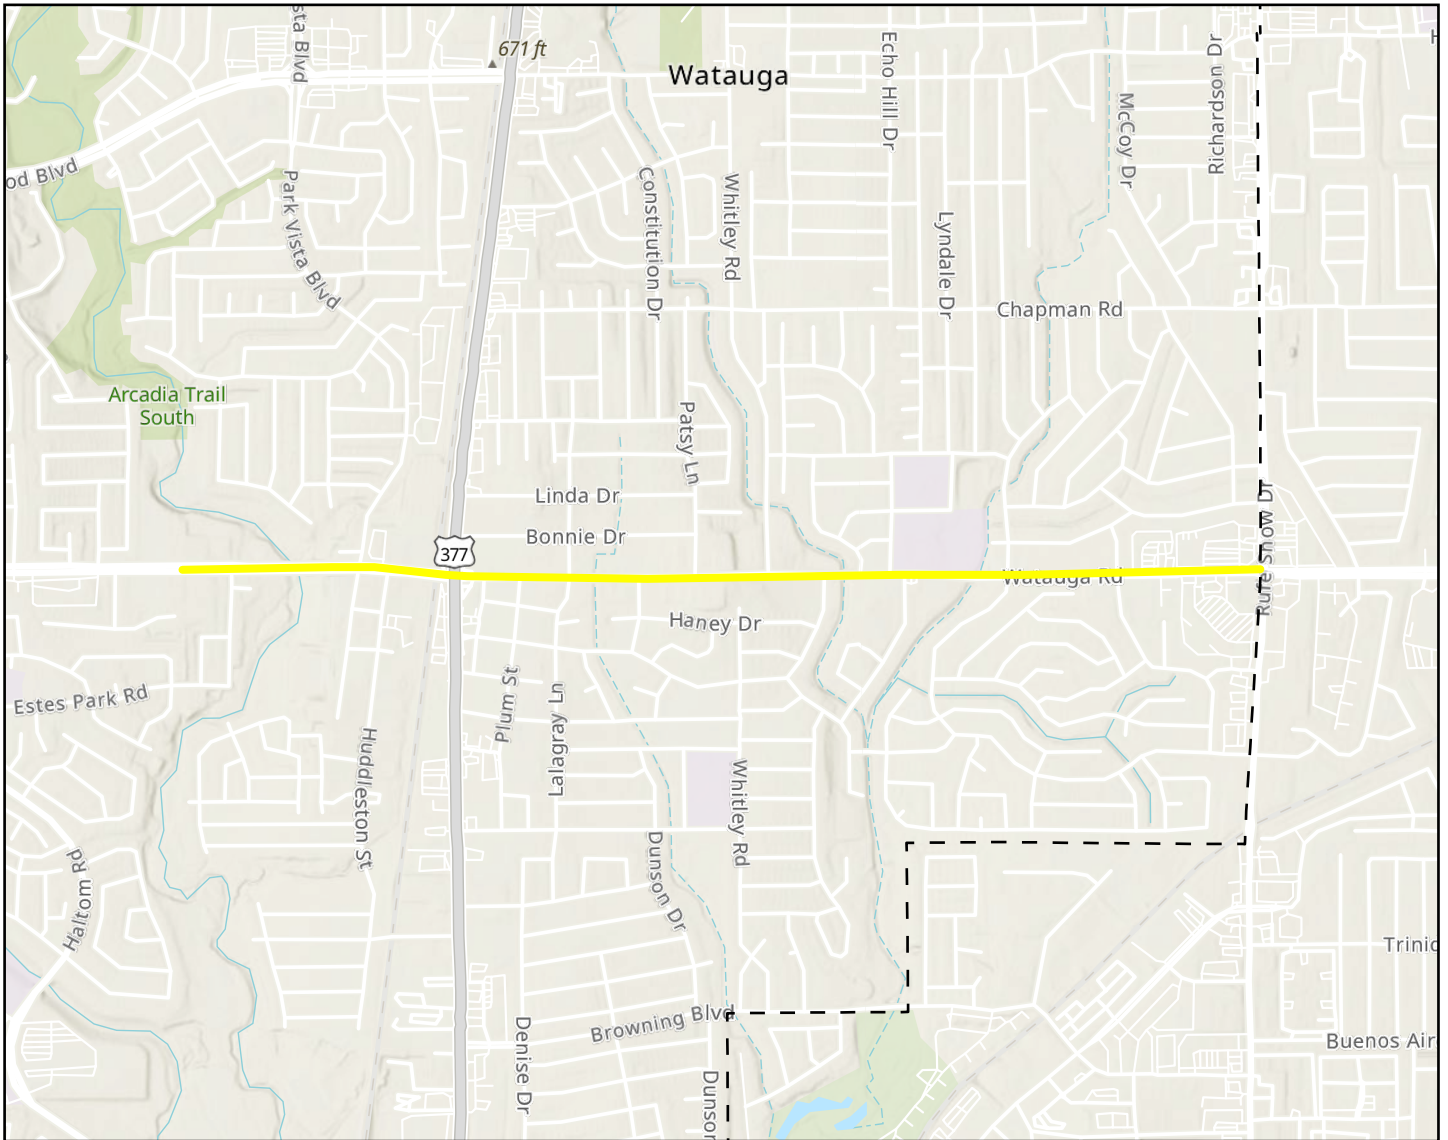 sta Blvd
671 ft
Watauga
Echo Hill Dr
Richardson Dr
McCoy Dr
od Blvd
Park Vista Blvd
Constitution Dr
Whitley Rd
Lyndale Dr
Chapman Rd
Arcadia Trail
South
Patsy Ln
Linda Dr
Bonnie Dr
377
Rufe Snow Dr
Watauga Rd
Haney Dr
Estes Park Rd
Plum St
Lalagray Ln
Huddleston St
Whitley Rd
Haltom Rd
Dunson Dr
Trinid
Browning Blvd
Denise Dr
Buenos Air
Dunson